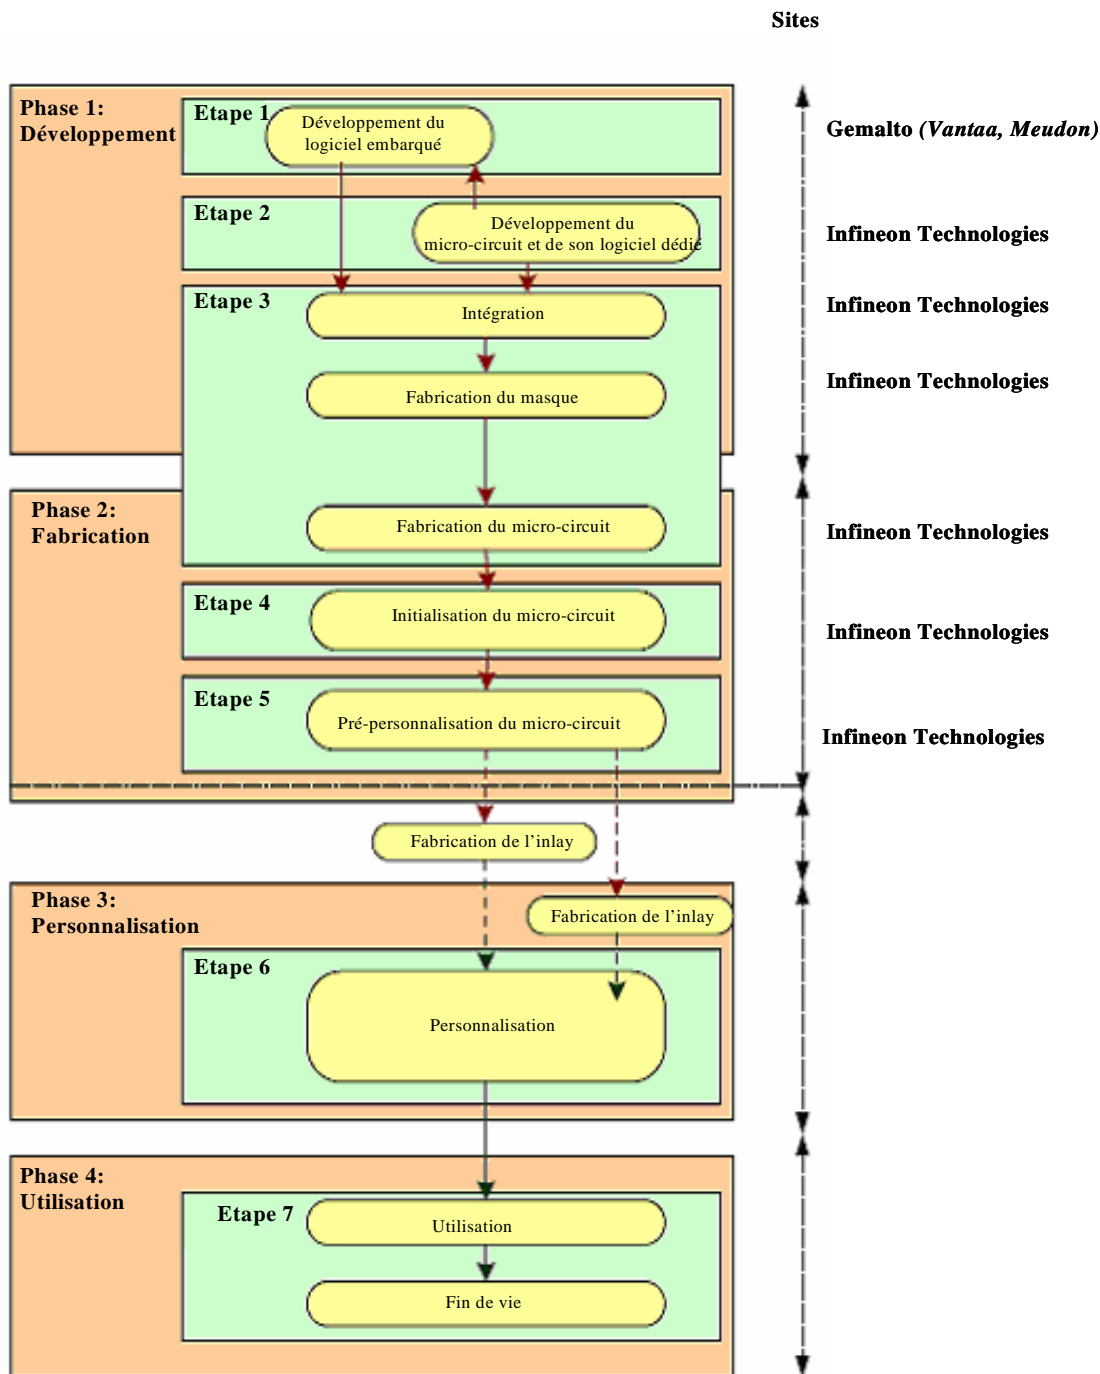 Sites
Phase 1:
Développement
Etape 1
Développement du
logiciel embarqué
Gemalto (Vantaa, Meudon)
Etape 2
Développement du
micro-circuit et de son logiciel dédié
Infineon Technologies
Etape 3
Intégration
Infineon Technologies
Fabrication du masque
Infineon Technologies
Phase 2:
Fabrication
Fabrication du micro-circuit
Infineon Technologies
Etape 4
Initialisation du micro-circuit
Infineon Technologies
Etape 5
Pré-personnalisation du micro-circuit
Infineon Technologies
Fabrication de l’inlay
Phase 3:
Personnalisation
Fabrication de l’inlay
Etape 6
Personnalisation
Phase 4:
Utilisation
Etape 7
Utilisation
Fin de vie